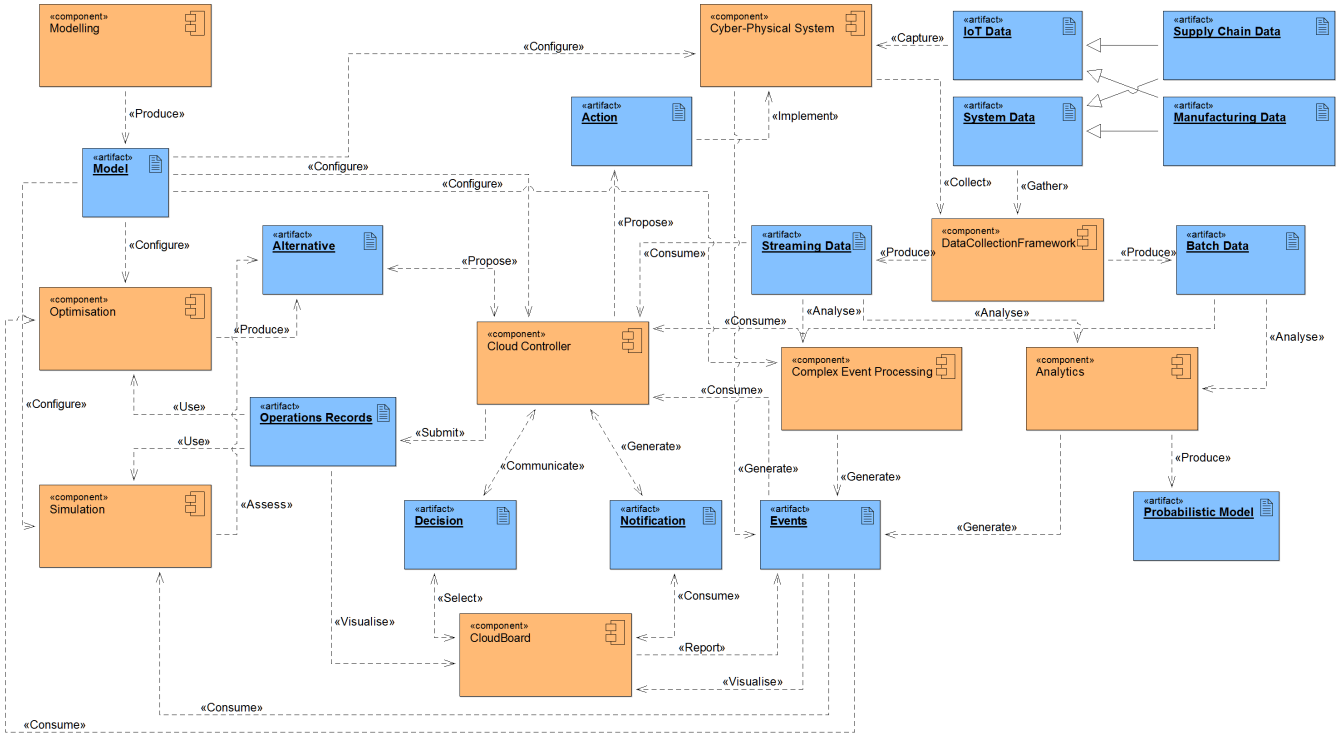 «component»
Modelling
«component»
Cyber-Physical System
«artifact»
IoT Data
«artifact»
Supply Chain Data
«Configure»
«Capture»
«artifact»
Action
«artifact»
System Data
«artifact»
Manufacturing Data
«Produce»
«Implement»
«artifact»
Model
«Configure»
«Configure»
«Collect»
«Gather»
«Propose»
«artifact»
Alternative
«artifact»
Streaming Data
«component»
DataCollectionFramework
«artifact»
Batch Data
«Configure»
«Propose»
«Consume»
«Produce»
«Produce»
«component»
Optimisation
«Produce»
«component»
Cloud Controller
«Analyse»
«Analyse»
«Consume»
«Analyse»
«component»
Complex Event Processing
«component»
Analytics
«Configure»
«Use»
«artifact»
Operations Records
«Consume»
«Submit»
«Use»
«Generate»
«Communicate»
«Generate»
«Generate»
«Produce»
«component»
Simulation
«Assess»
«artifact»
Decision
«artifact»
Notification
«artifact»
Events
«Generate»
«artifact»
Probabilistic Model
«Select»
«Consume»
«Visualise»
«component»
CloudBoard
«Report»
«Visualise»
«Consume»
«Consume»